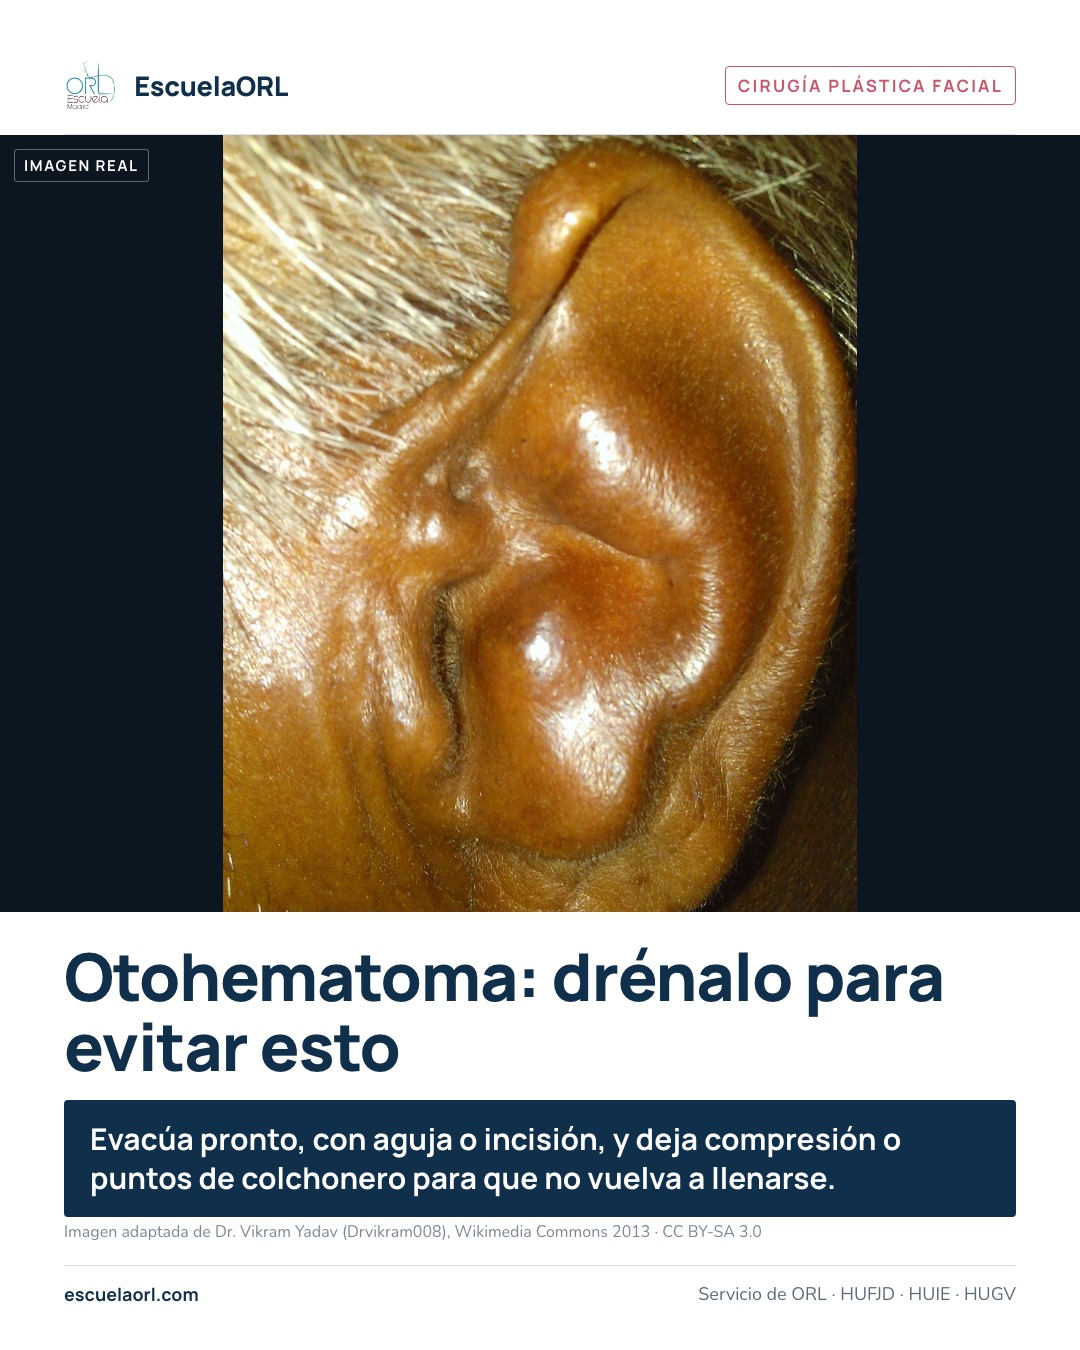 ORL
Escuela
Madrid
EscuelaORL
CIRUGÍA PLÁSTICA FACIAL
IMAGEN REAL
Otohematoma: drénalo para
evitar esto
Evacúa pronto, con aguja o incisión, y deja compresión o
puntos de colchonero para que no vuelva a llenarse.
Imagen adaptada de Dr. Vikram Yadav (Drvikram008), Wikimedia Commons 2013 · CC BY-SA 3.0
escuelaorl.com
Servicio de ORL · HUFJD · HUIE · HUGV